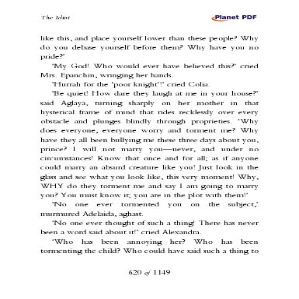 The Idiot
Planet PDF
like this, and place yourself lower than these people? Why
do you debase yourself before them? Why have you no
pride?'
'My God! Who would ever have believed this?' cried
Mrs. Epanchin, wringing her hands.
'Hurrah for the 'poor knight'!' cried Colia.
'Be quiet! How dare they laugh at me in your house?'
said Aglaya, turning sharply on her mother in that
hysterical frame of mind that rides recklessly over every
obstacle and plunges blindly through proprieties. 'Why
does everyone, everyone worry and torment me? Why
have they all been bullying me these three days about you,
prince? I will not marry you—never, and under no
circumstances! Know that once and for all; as if anyone
could marry an absurd creature like you! Just look in the
glass and see what you look like, this very moment! Why,
WHY do they torment me and say I am going to marry
you? You must know it; you are in the plot with them!'
'No one ever tormented you on the subject,'
murmured Adelaida, aghast.
'No one ever thought of such a thing! There has never
been a word said about it!' cried Alexandra.
'Who has been annoying her? Who has been
tormenting the child? Who could have said such a thing to
620 of 1149